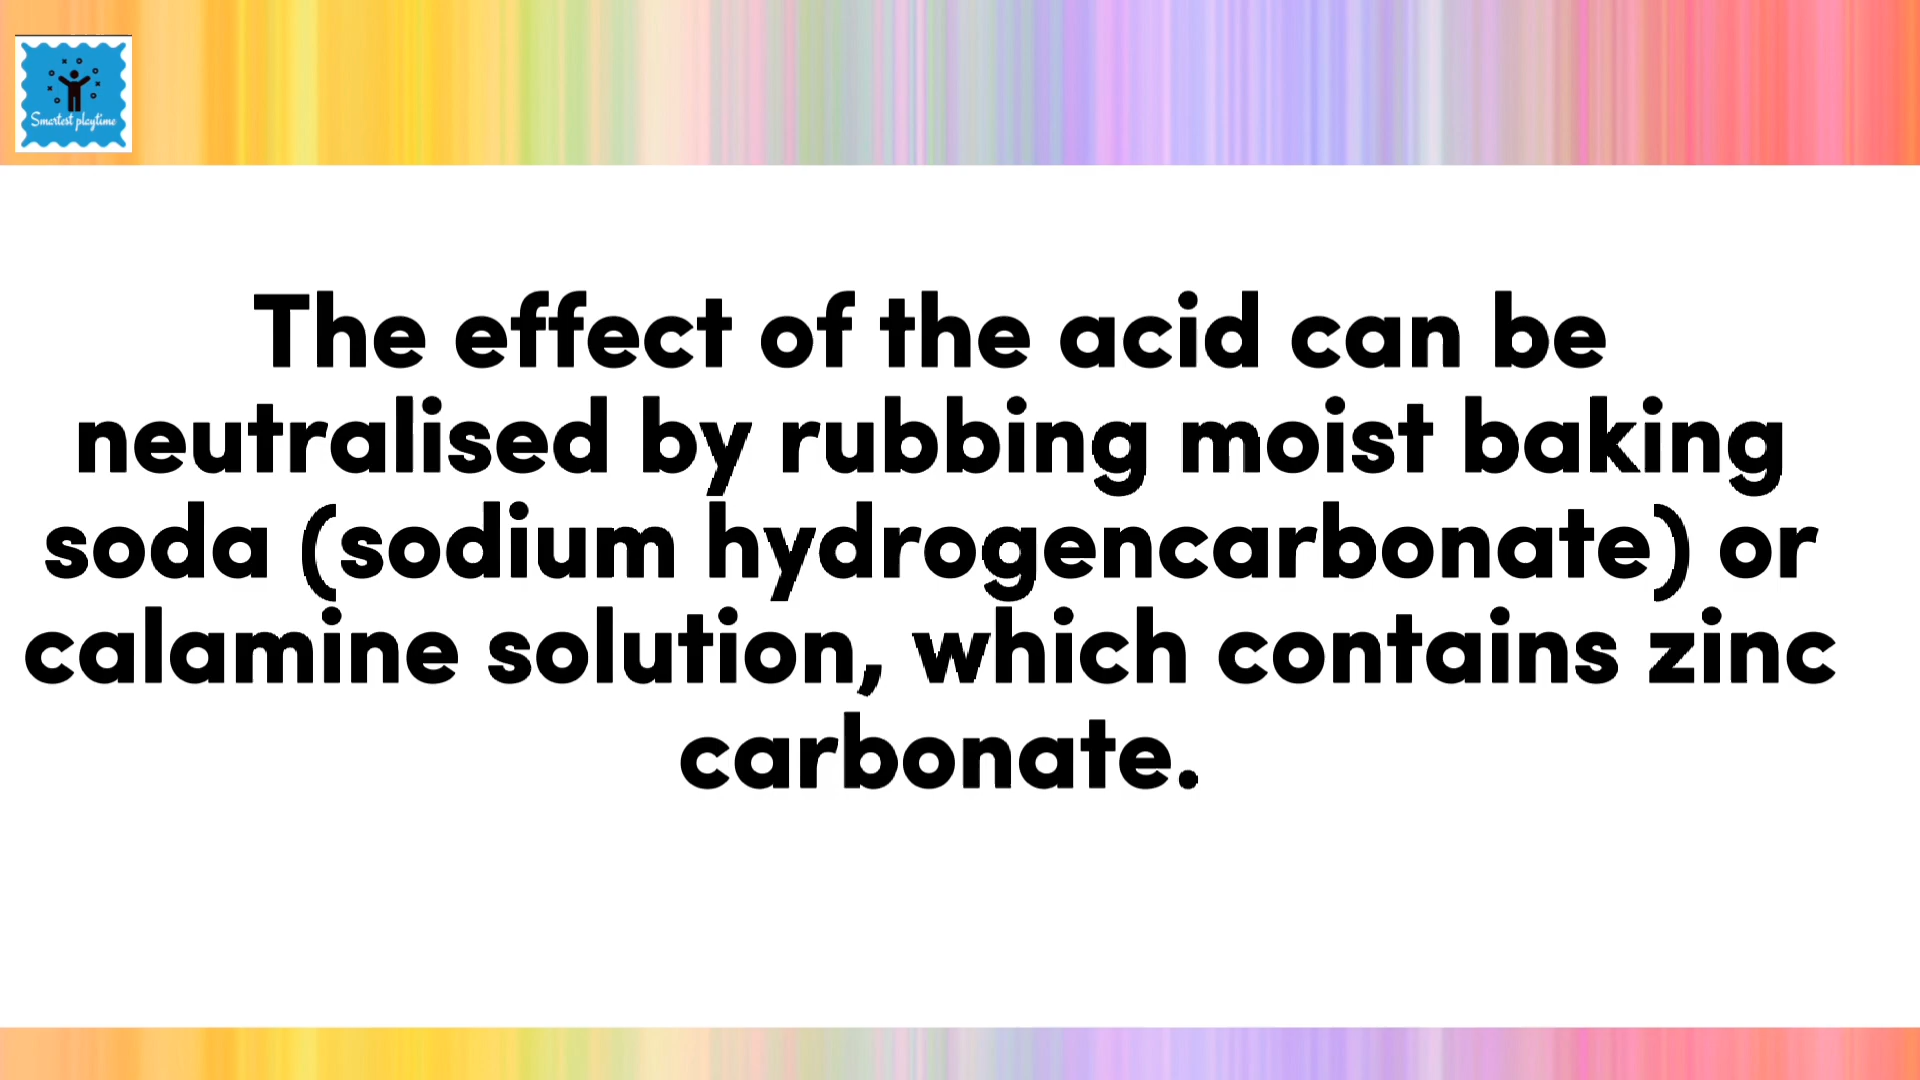 Smartest playtime
The effect of the acid can be
neutralised by rubbing moist baking
soda (sodium hydrogencarbonate) or
calamine solution, which contains zinc
carbonate.